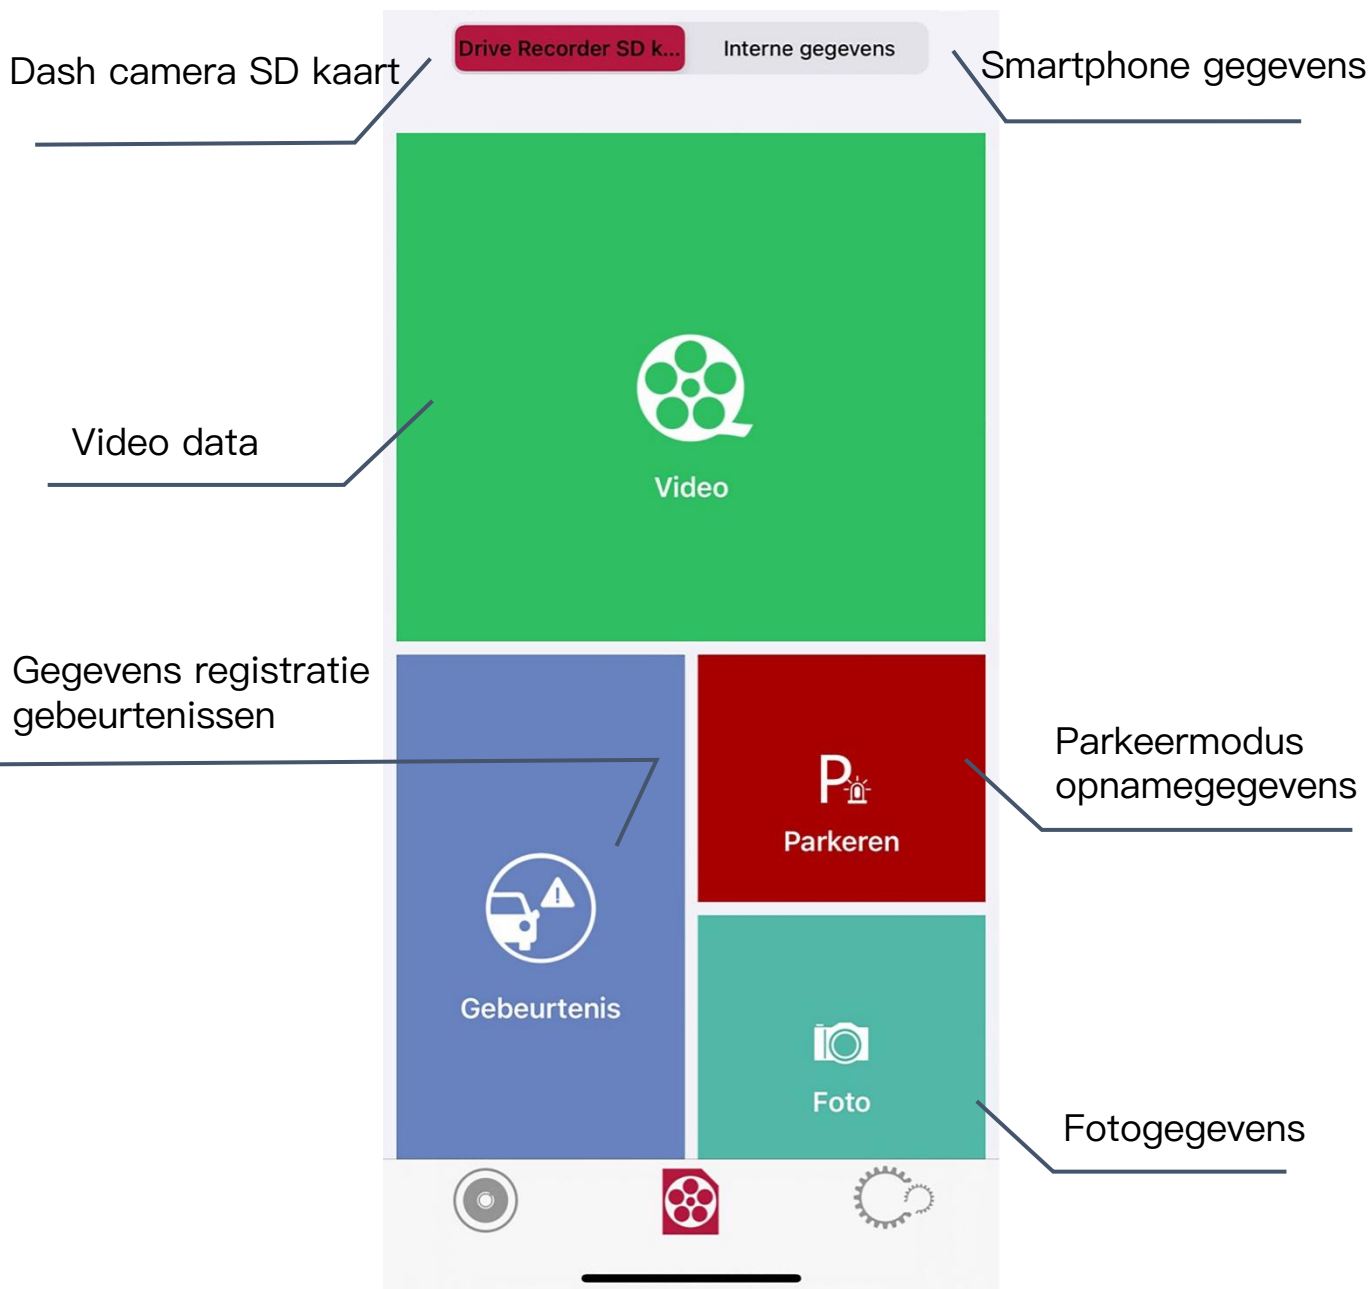 Drive Recorder SD k...
Interne gegevens
Dash camera SD kaart
Smartphone gegevens
Video data
Video
Gegevens registratie
gebeurtenissen
Parkeermodus
opnamegegevens
P
Parkeren
Gebeurtenis
Foto
Fotogegevens